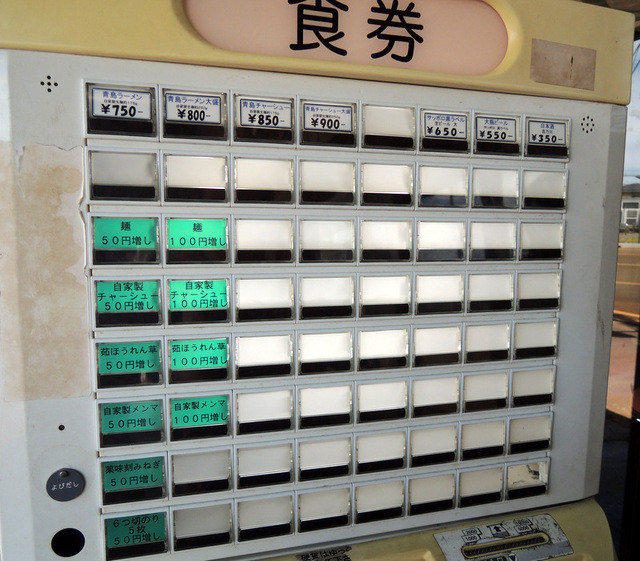 食券
青島ラーメン
¥750-
青島ラーメン大盛
¥800-
青島チャーシュー
¥850-
青島チャーシュー大盛
¥900-
サッポロ黒ラベル
¥650-
大瓶ビール
¥550-
日本酒
¥350-
麺
50円増し
麺
100円増し
自家製
チャーシュー
50円増し
自家製
チャーシュー
100円増し
茹ほうれん草
50円増し
茹ほうれん草
100円増し
自家製メンマ
50円増し
自家製メンマ
100円増し
薬味刻みねぎ
50円増し
6つ切のり
5枚
50円増し
よびだし